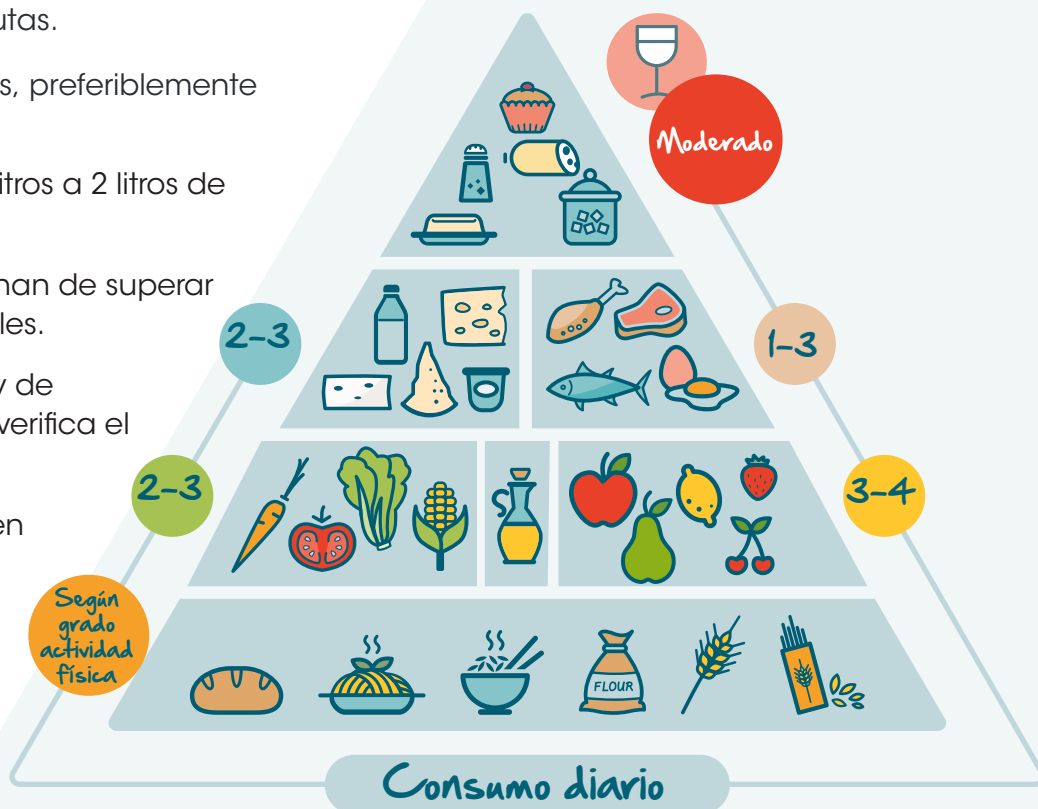 utas.
s, preferiblemente
itros a 2 litros de
nan de superar
les.
y de
verifica el
en
Moderado
2-3
1-3
2-3
3-4
Según
grado
actividad
física
FLOUR
Consumo diario